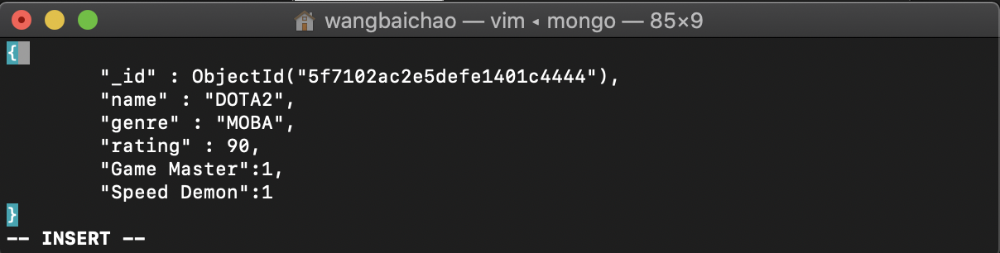 wangbaichao — vim ◂ mongo — 85×9
{
"_id" : ObjectId("5f7102ac2e5defe1401c4444"),
"name" : "DOTA2",
"genre" : "MOBA",
"rating" : 90,
"Game Master":1,
"Speed Demon":1
}
-- INSERT --